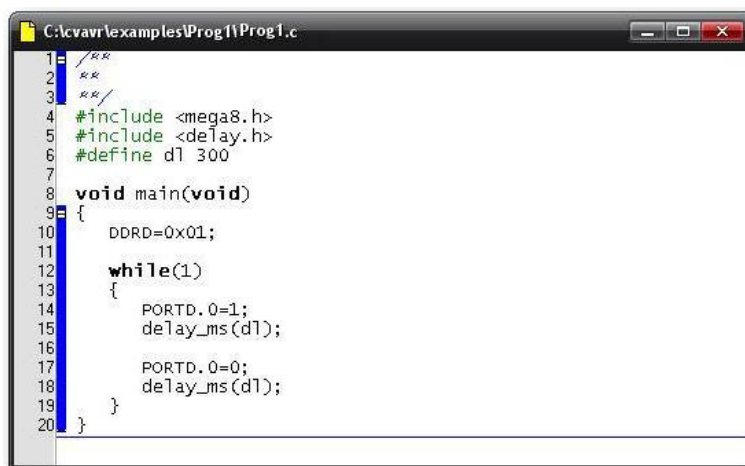 C:\cvavr\examples\Prog1\Prog1.c
1 /**
2 **
3 **/
4 #include <mega8.h>
5 #include <delay.h>
6 #define dl 300
7
8 void main(void)
9 {
10 DDRD=0x01;
11
12 while(1)
13 {
14 PORTD.0=1;
15 delay_ms(dl);
16
17 PORTD.0=0;
18 delay_ms(dl);
19 }
20 }